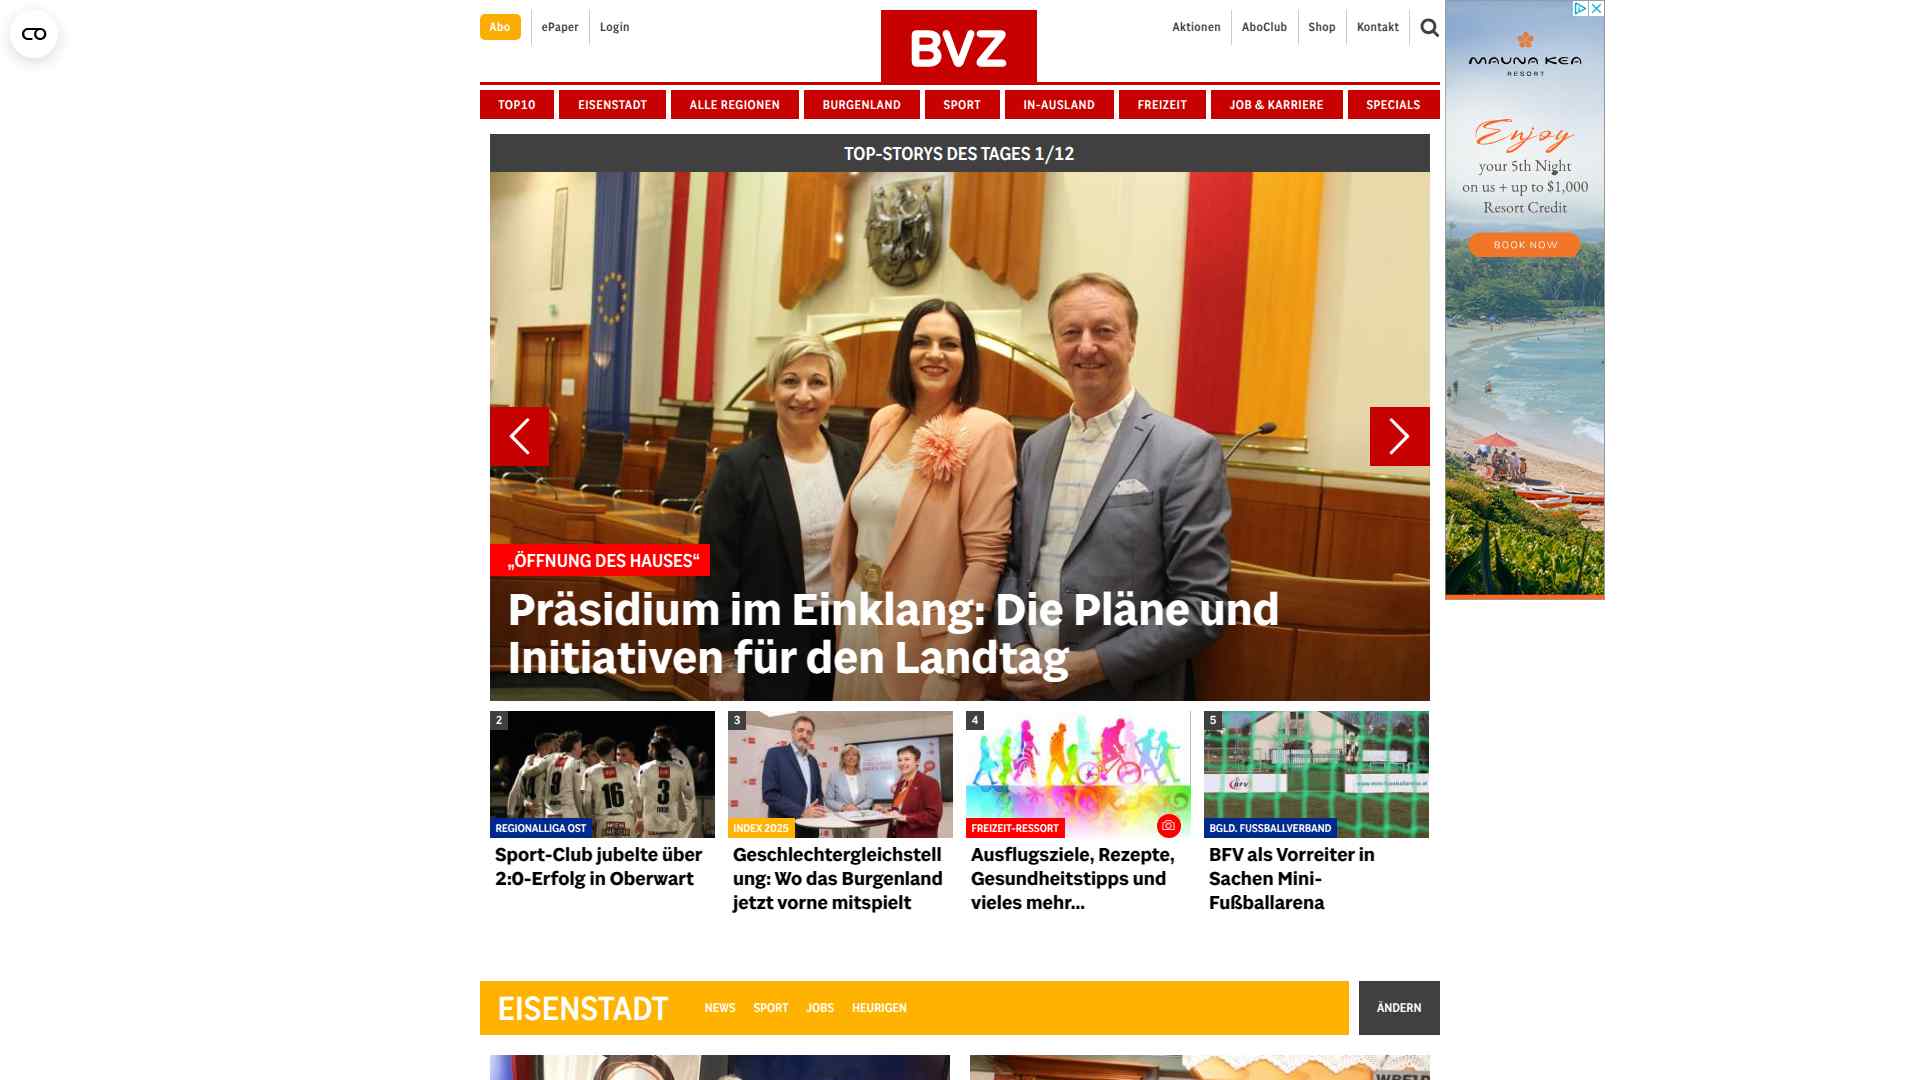 Abo
ePaper
Login
BVZ
Aktionen
AboClub
Shop
Kontakt
TOP10
EISENSTADT
ALLE REGIONEN
BURGENLAND
SPORT
IN-AUSLAND
FREIZEIT
JOB & KARRIERE
SPECIALS
TOP-STORYS DES TAGES 1/12
„ÖFFNUNG DES HAUSES“
Präsidium im Einklang: Die Pläne und
Initiativen für den Landtag
2
9
16
3
REGIONALLIGA OST
Sport-Club jubelte über
2:0-Erfolg in Oberwart
3
INDEX 2025
Geschlechtergleichstell
ung: Wo das Burgenland
jetzt vorne mitspielt
4
FREIZEIT-RESSORT
Ausflugsziele, Rezepte,
Gesundheitstipps und
vieles mehr...
5
BGLD. FUSSBALLVERBAND
BFV als Vorreiter in
Sachen Mini-
Fußballarena
EISENSTADT
NEWS
SPORT
JOBS
HEURIGEN
ÄNDERN
MAUNA KEA
RESORT
Enjoy
your 5th Night
on us + up to $1,000
Resort Credit
BOOK NOW